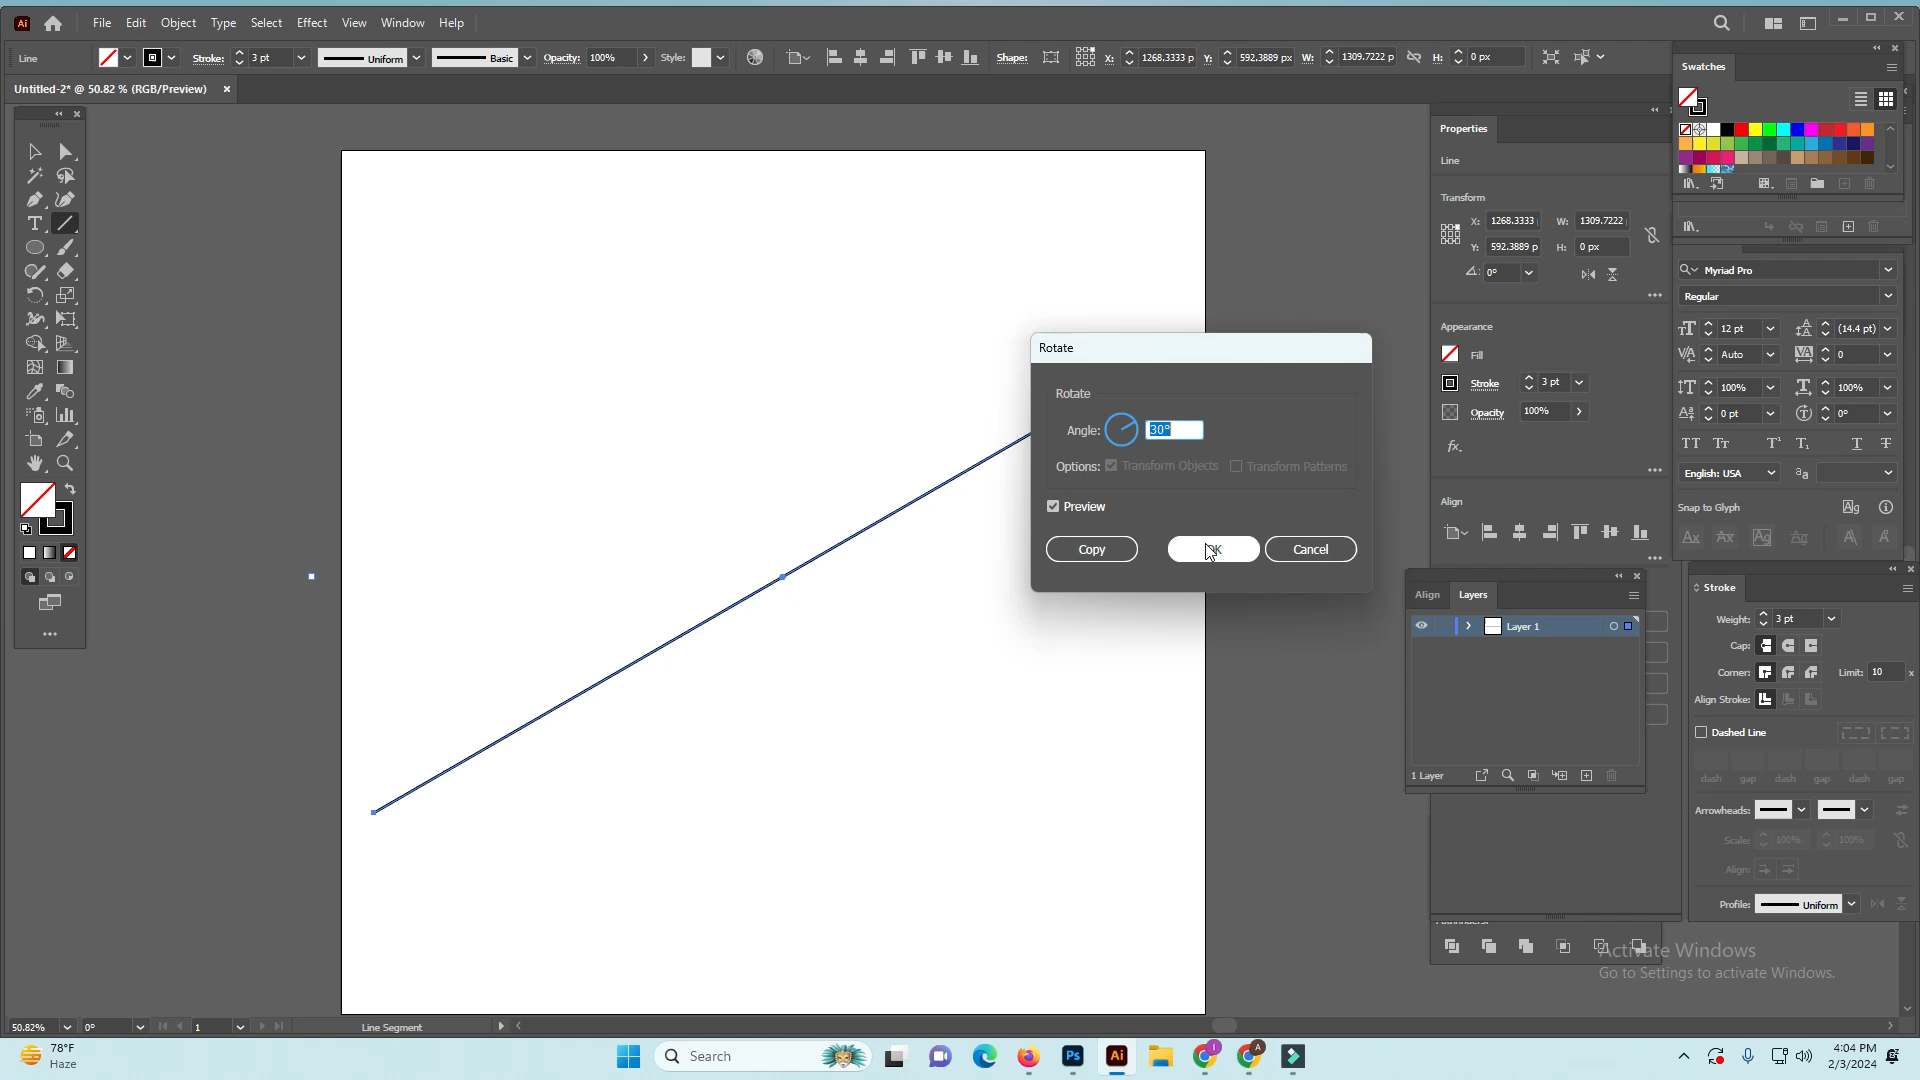 Ai File Edit Object Type Select Effect View Window Help
Line Stroke: 3 pt Uniform Basic Opacity: 100% Style: Shape: X: 1268.3333 p Y: 592.3889 px W: 1309.7222 p H: 0 px
Untitled-2* @ 50.82 % (RGB/Preview) ×
Swatches
Properties
Line
Transform
X: 1268.3333 W: 1309.7222
Y: 592.3889 p H: 0 px
0°
Appearance
Fill
Stroke 3 pt
Opacity 100%
fx.
Align
Myriad Pro
Regular
12 pt (14.4 pt)
Auto 0
100% 100%
0 pt 0°
English: USA
Snap to Glyph
Rotate
Rotate
Angle: 30°
Options: Transform Objects Transform Patterns
Preview
Copy OK Cancel
Align Layers
Layer 1
1 Layer
Stroke
Weight: 3 pt
Cap:
Corner: Limit: 10 x
Align Stroke:
Dashed Line
dash gap dash gap dash gap
Arrowheads:
Scale: 100% 100%
Align:
Profile: Uniform
Activate Windows
Go to Settings to activate Windows.
50.82% 0° 1 Line Segment
78°F
Haze
Search
Ps Ai
4:04 PM
2/3/2024